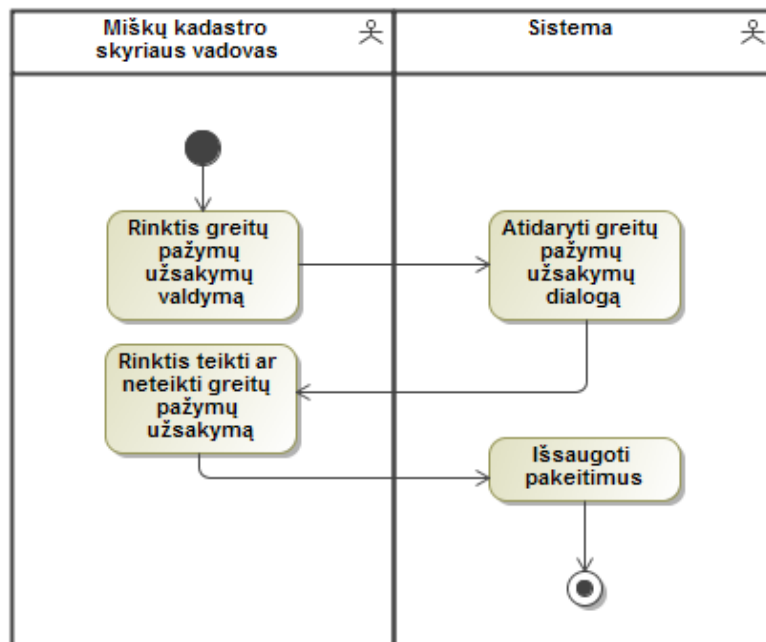 Miškų kadastro
skyriaus vadovas
Sistema
Rinktis greitų
pažymų
užsakymų
valdymą
Atidaryti greitų
pažymų
užsakymų
dialogą
Rinktis teikti ar
neteikti greitų
pažymų
užsakymą
Išsaugoti
pakeitimus